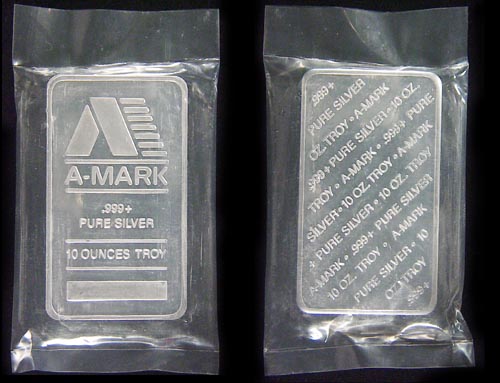 A-MARK
.999+
PURE SILVER
10 OUNCES TROY
.999+
PURE SILVER • 10 OZ
OZ TROY • A-MARK
.999+ PURE SILVER • 10 OZ
TROY • A-MARK • .999+ PURE
SILVER • 10 OZ TROY • A-MARK
+ PURE SILVER • 10 OZ. TROY
A-MARK • .999+ PURE SILVER
10 OZ. TROY • A-MARK
PURE SILVER • 10
.999+